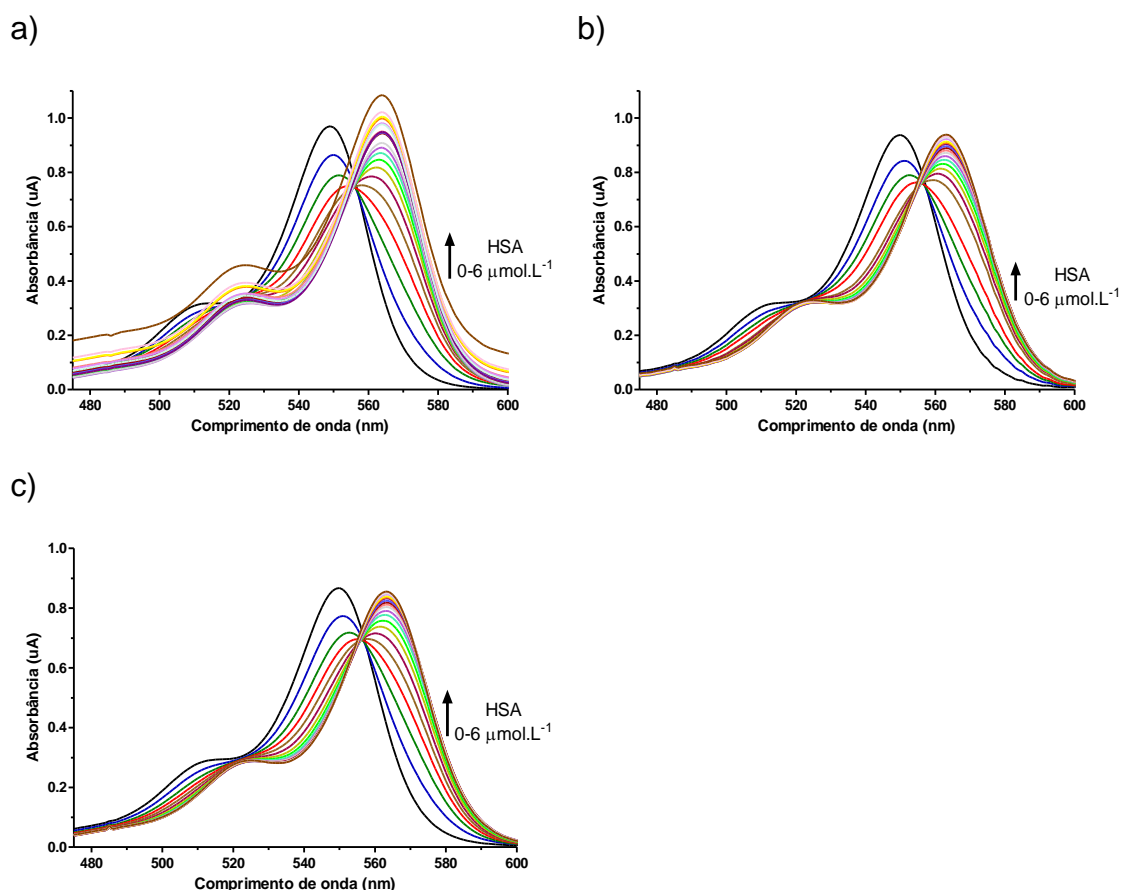 a)
1.0
0.8
0.6
0.4
0.2
0.0
Absorbância (uA)
480 500 520 540 560 580 600
Comprimento de onda (nm)
HSA
0-6 μmol.L-1
b)
1.0
0.8
0.6
0.4
0.2
0.0
Absorbância (uA)
480 500 520 540 560 580 600
Comprimento de onda (nm)
HSA
0-6 μmol.L-1
c)
1.0
0.8
0.6
0.4
0.2
0.0
Absorbância (uA)
480 500 520 540 560 580 600
Comprimento de onda (nm)
HSA
0-6 μmol.L-1